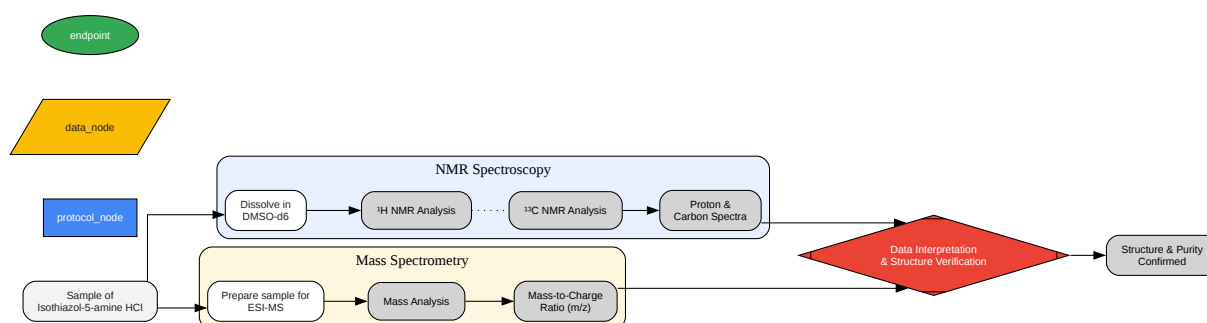 endpoint
data_node
protocol_node
Sample of
Isothiazol-5-amine HCl
NMR Spectroscopy
Dissolve in
DMSO-d6
¹H NMR Analysis
¹³C NMR Analysis
Proton &
Carbon Spectra
Mass Spectrometry
Prepare sample for
ESI-MS
Mass Analysis
Mass-to-Charge
Ratio (m/z)
Data Interpretation
& Structure Verification
Structure & Purity
Confirmed